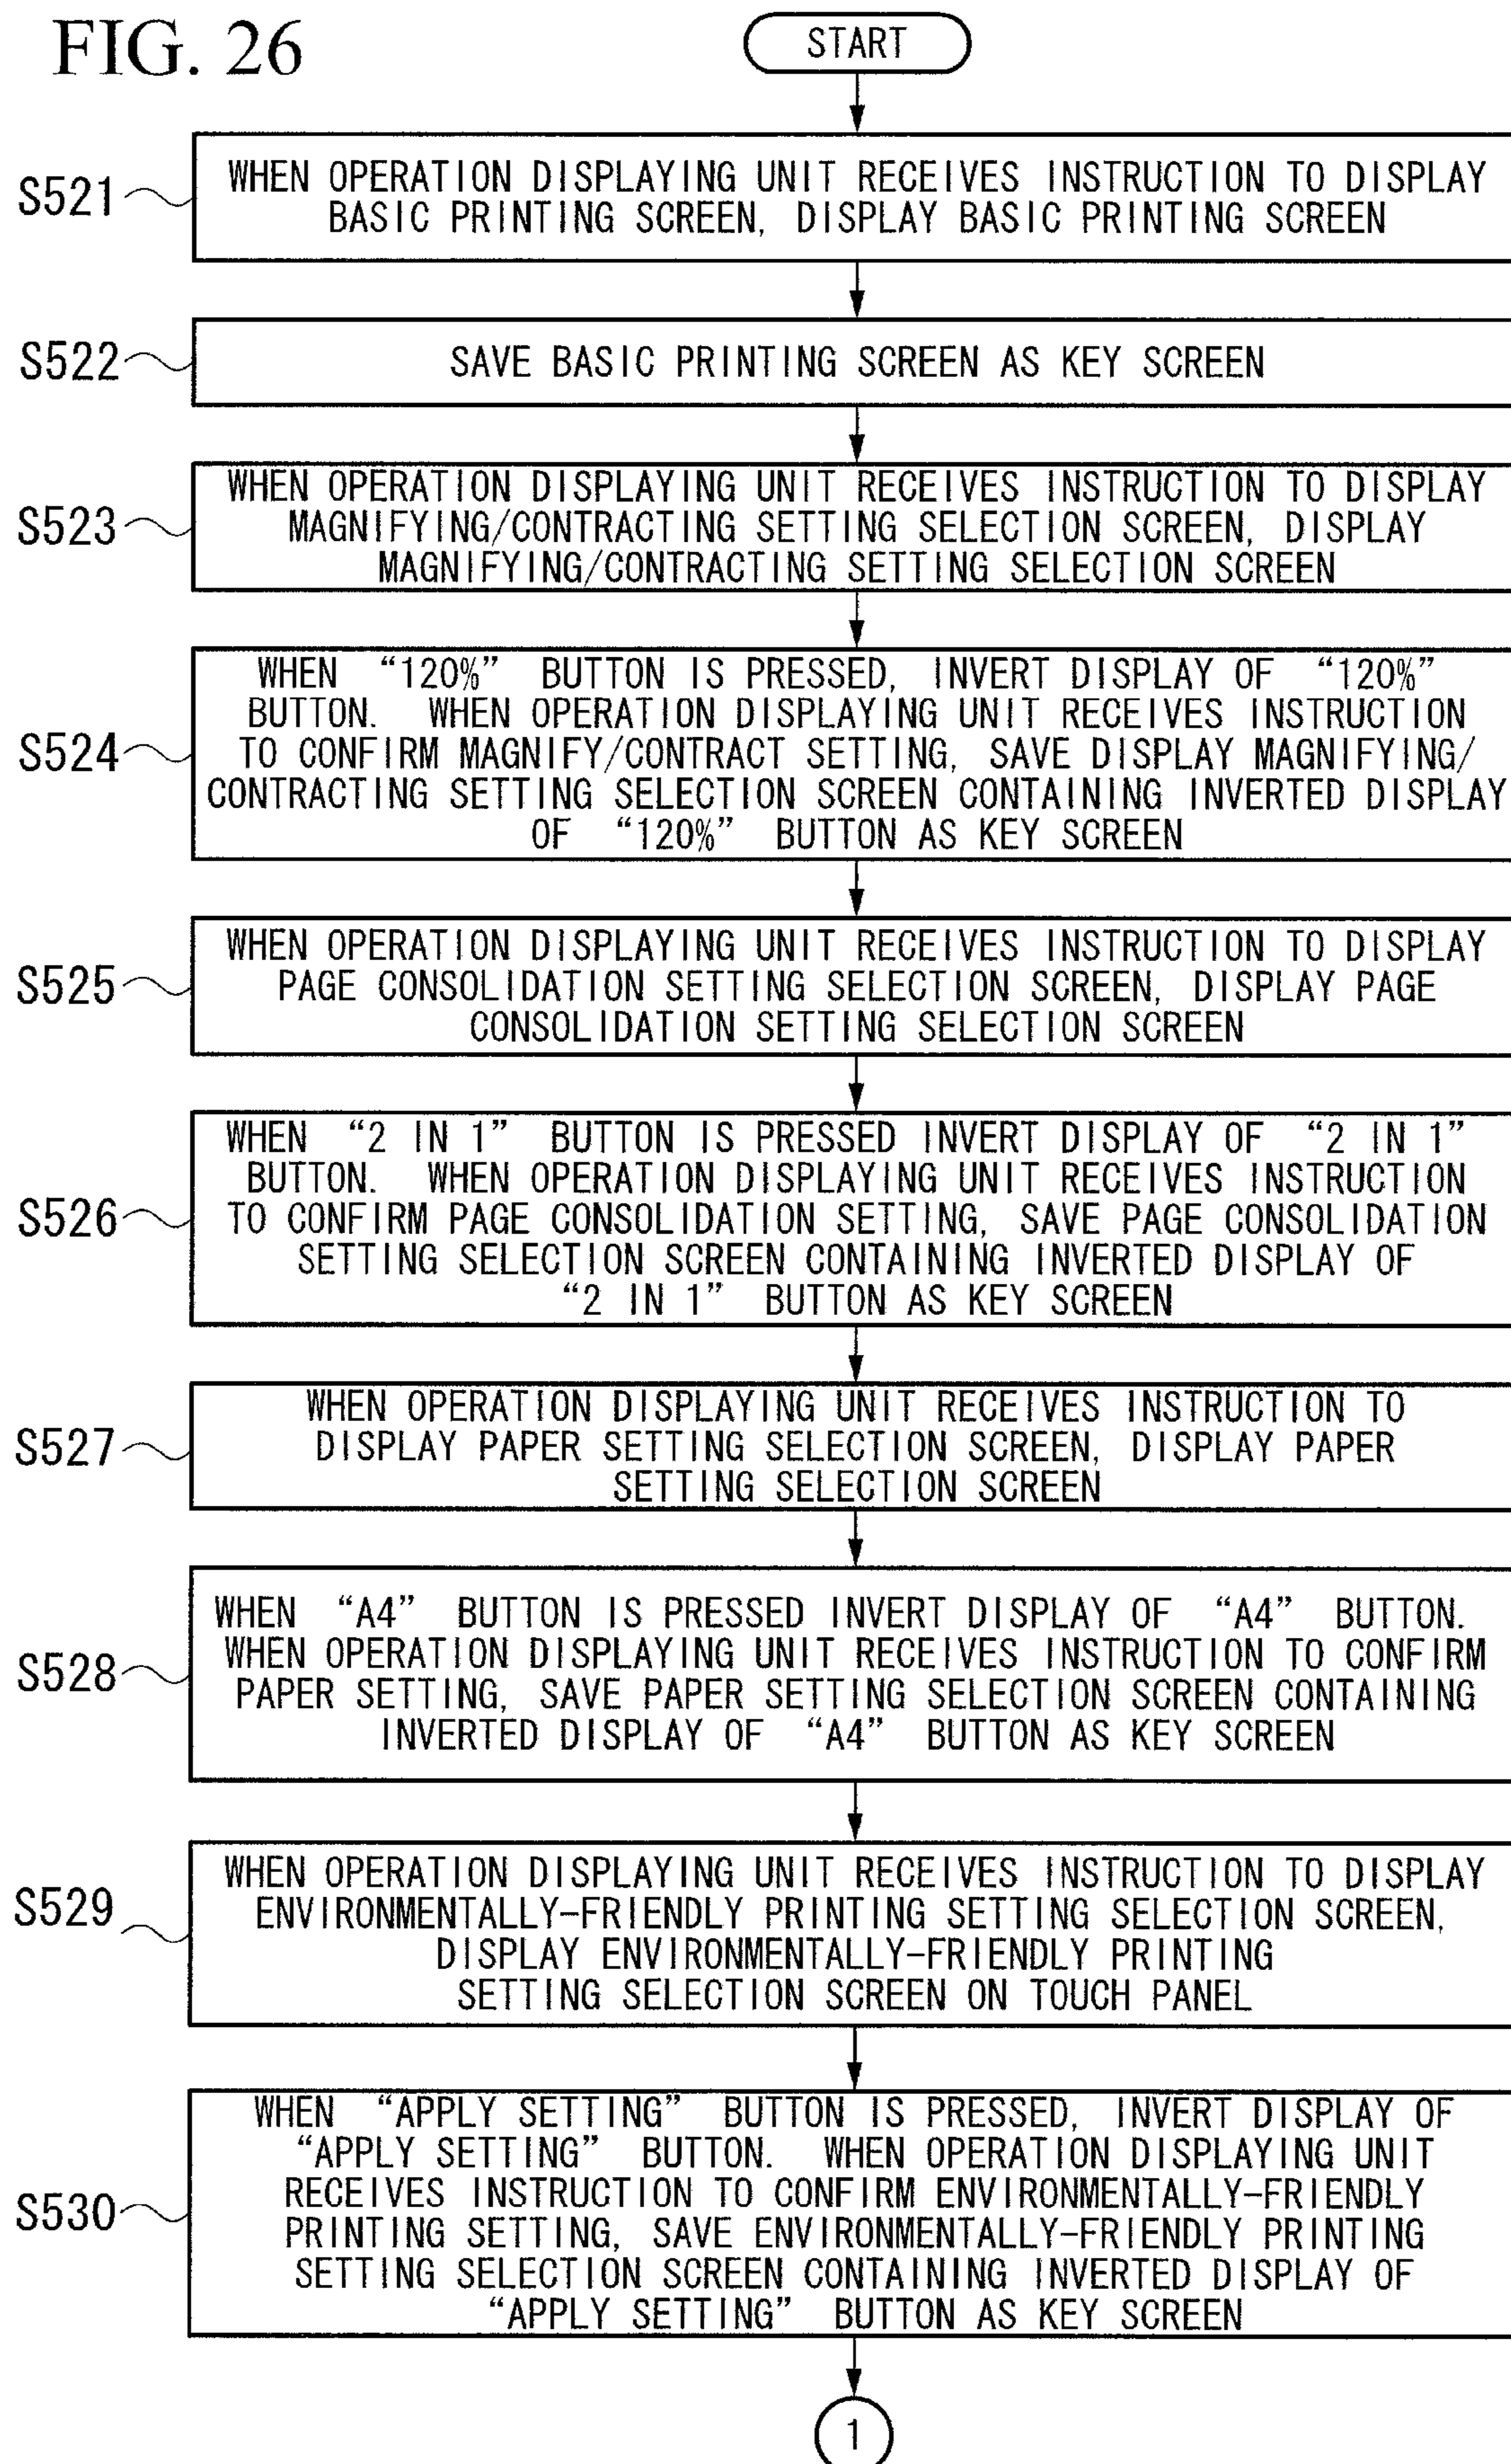 FIG. 26
START
S521
WHEN OPERATION DISPLAYING UNIT RECEIVES INSTRUCTION TO DISPLAY
BASIC PRINTING SCREEN, DISPLAY BASIC PRINTING SCREEN
S522
SAVE BASIC PRINTING SCREEN AS KEY SCREEN
S523
WHEN OPERATION DISPLAYING UNIT RECEIVES INSTRUCTION TO DISPLAY
MAGNIFYING/CONTRACTING SETTING SELECTION SCREEN, DISPLAY
MAGNIFYING/CONTRACTING SETTING SELECTION SCREEN
S524
WHEN “120%” BUTTON IS PRESSED, INVERT DISPLAY OF “120%”
BUTTON. WHEN OPERATION DISPLAYING UNIT RECEIVES INSTRUCTION
TO CONFIRM MAGNIFY/CONTRACT SETTING, SAVE DISPLAY MAGNIFYING/
CONTRACTING SETTING SELECTION SCREEN CONTAINING INVERTED DISPLAY
OF “120%” BUTTON AS KEY SCREEN
S525
WHEN OPERATION DISPLAYING UNIT RECEIVES INSTRUCTION TO DISPLAY
PAGE CONSOLIDATION SETTING SELECTION SCREEN, DISPLAY PAGE
CONSOLIDATION SETTING SELECTION SCREEN
S526
WHEN “2 IN 1” BUTTON IS PRESSED INVERT DISPLAY OF “2 IN 1”
BUTTON. WHEN OPERATION DISPLAYING UNIT RECEIVES INSTRUCTION
TO CONFIRM PAGE CONSOLIDATION SETTING, SAVE PAGE CONSOLIDATION
SETTING SELECTION SCREEN CONTAINING INVERTED DISPLAY OF
“2 IN 1” BUTTON AS KEY SCREEN
S527
WHEN OPERATION DISPLAYING UNIT RECEIVES INSTRUCTION TO
DISPLAY PAPER SETTING SELECTION SCREEN, DISPLAY PAPER
SETTING SELECTION SCREEN
S528
WHEN “A4” BUTTON IS PRESSED INVERT DISPLAY OF “A4” BUTTON.
WHEN OPERATION DISPLAYING UNIT RECEIVES INSTRUCTION TO CONFIRM
PAPER SETTING, SAVE PAPER SETTING SELECTION SCREEN CONTAINING
INVERTED DISPLAY OF “A4” BUTTON AS KEY SCREEN
S529
WHEN OPERATION DISPLAYING UNIT RECEIVES INSTRUCTION TO DISPLAY
ENVIRONMENTALLY-FRIENDLY PRINTING SETTING SELECTION SCREEN,
DISPLAY ENVIRONMENTALLY-FRIENDLY PRINTING
SETTING SELECTION SCREEN ON TOUCH PANEL
S530
WHEN “APPLY SETTING” BUTTON IS PRESSED, INVERT DISPLAY OF
“APPLY SETTING” BUTTON. WHEN OPERATION DISPLAYING UNIT
RECEIVES INSTRUCTION TO CONFIRM ENVIRONMENTALLY-FRIENDLY
PRINTING SETTING, SAVE ENVIRONMENTALLY-FRIENDLY PRINTING
SETTING SELECTION SCREEN CONTAINING INVERTED DISPLAY OF
“APPLY SETTING” BUTTON AS KEY SCREEN
1